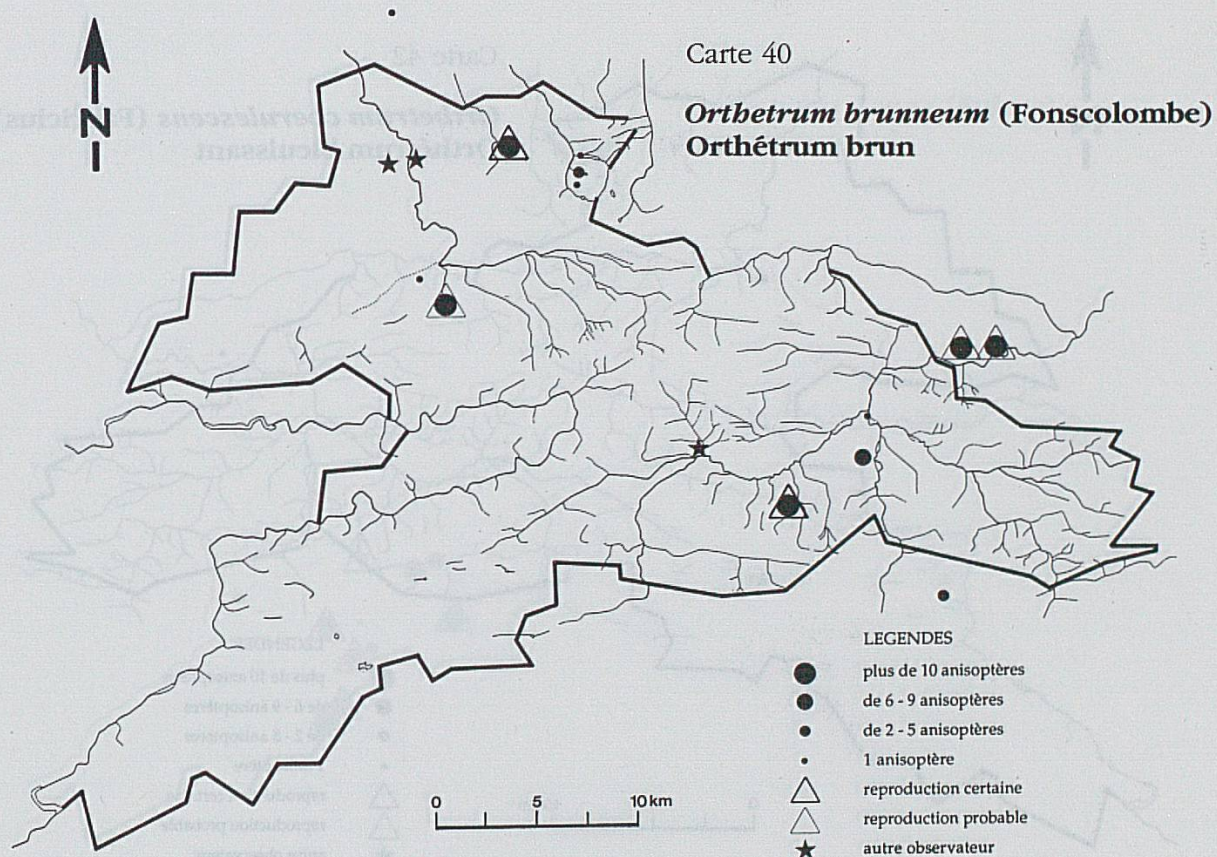 N
Carte 40
Orthetrum brunneum (Fonscolombe)
Orthétrum brun
LEGENDES
plus de 10 anisoptères
de 6 - 9 anisoptères
de 2 - 5 anisoptères
1 anisoptère
reproduction certaine
reproduction probable
autre observateur
0 5 10 km